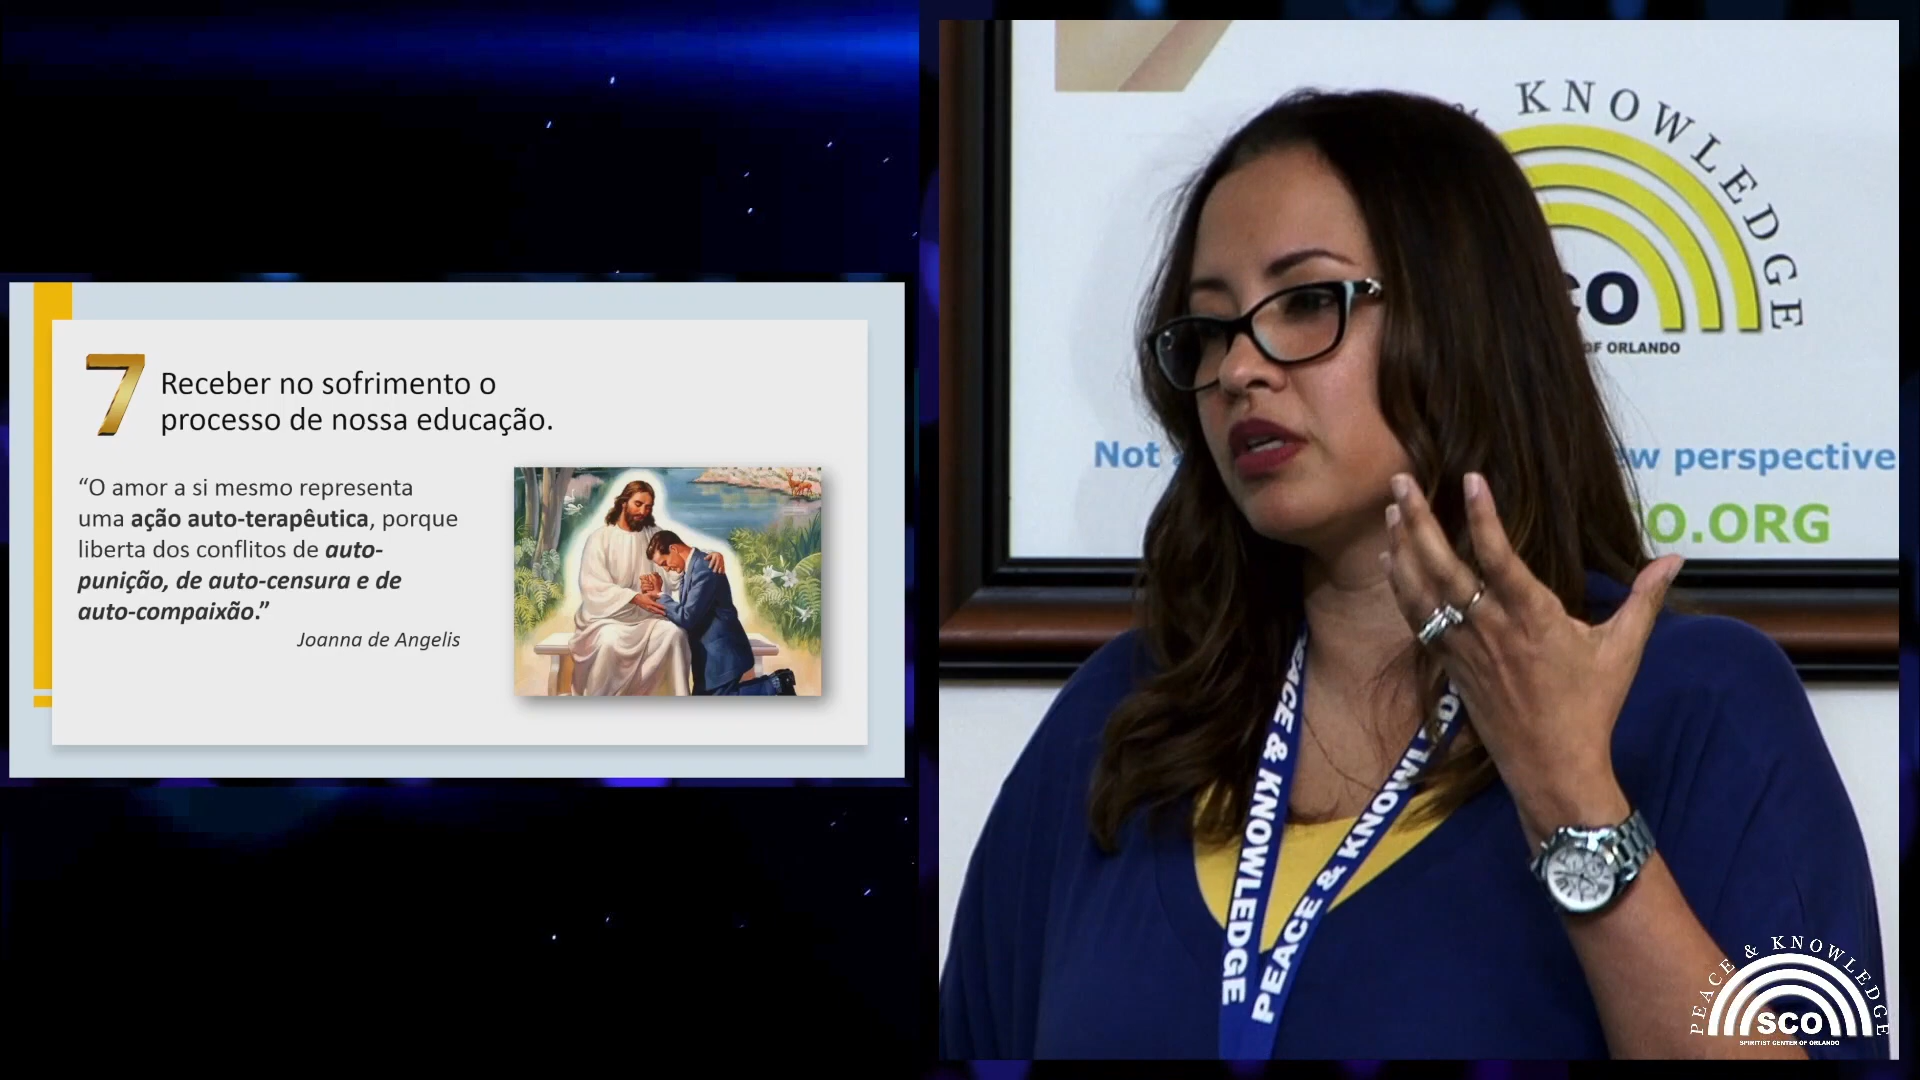 7
Receber no sofrimento o
processo de nossa educação.
“O amor a si mesmo representa
uma ação auto-terapêutica, porque
liberta dos conflitos de auto-
punição, de auto-censura e de
auto-compaixão.”
Joanna de Angelis
& KNOWLEDGE
CO
OF ORLANDO
Not
perspective
O.ORG
PEACE & KNOWLEDGE
PEACE & KNOWL
PEACE & KNOWLEDGE
SCO
SPIRITIST CENTER OF ORLANDO